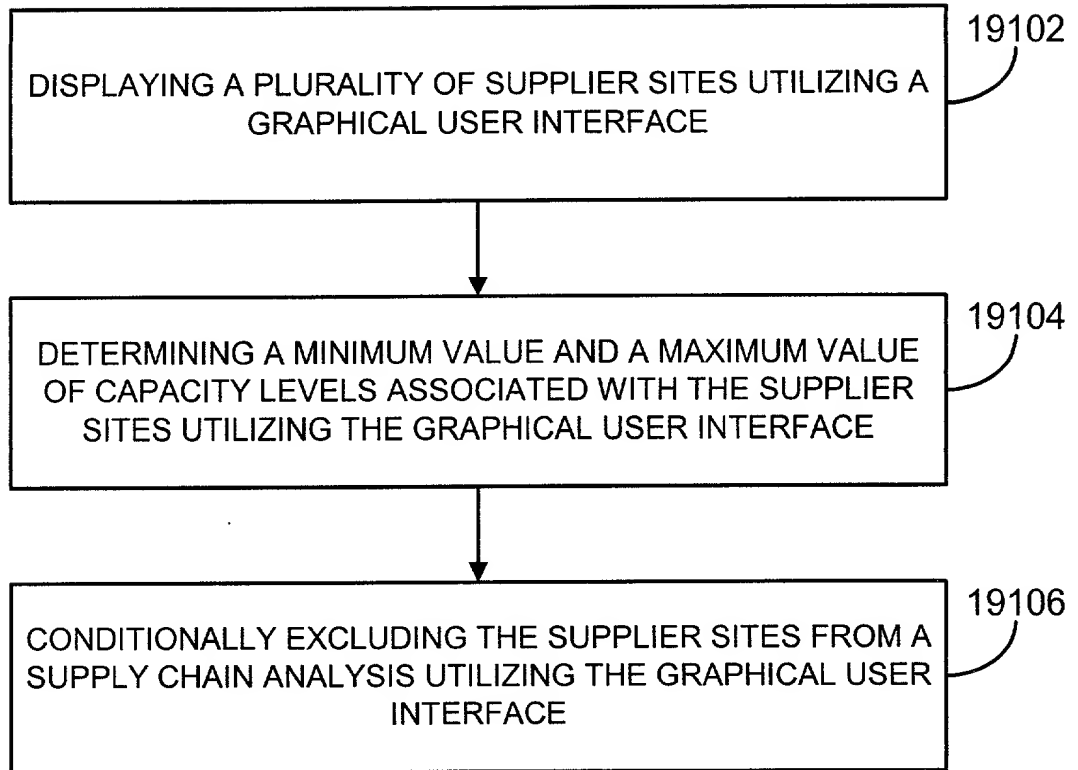 19102
DISPLAYING A PLURALITY OF SUPPLIER SITES UTILIZING A
GRAPHICAL USER INTERFACE
19104
DETERMINING A MINIMUM VALUE AND A MAXIMUM VALUE
OF CAPACITY LEVELS ASSOCIATED WITH THE SUPPLIER
SITES UTILIZING THE GRAPHICAL USER INTERFACE
19106
CONDITIONALLY EXCLUDING THE SUPPLIER SITES FROM A
SUPPLY CHAIN ANALYSIS UTILIZING THE GRAPHICAL USER
INTERFACE